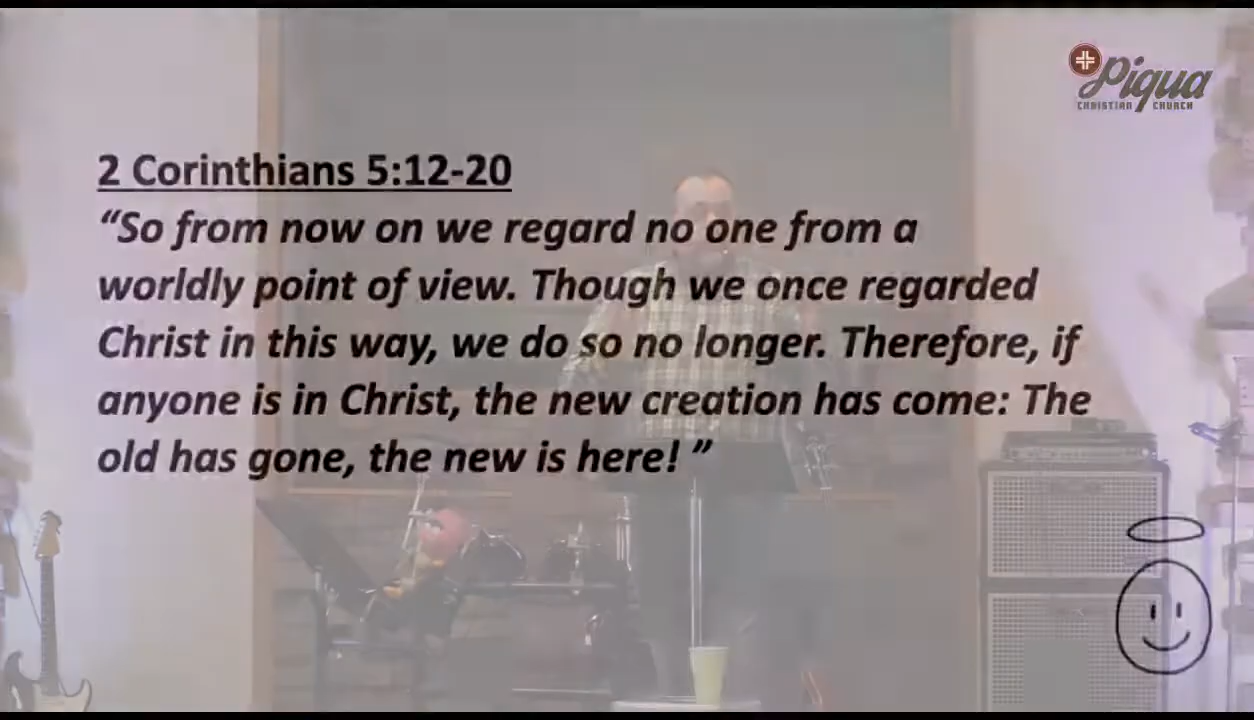 Piqua
CHRISTIAN CHURCH
2 Corinthians 5:12-20
“So from now on we regard no one from a
worldly point of view. Though we once regarded
Christ in this way, we do so no longer. Therefore, if
anyone is in Christ, the new creation has come: The
old has gone, the new is here! ”